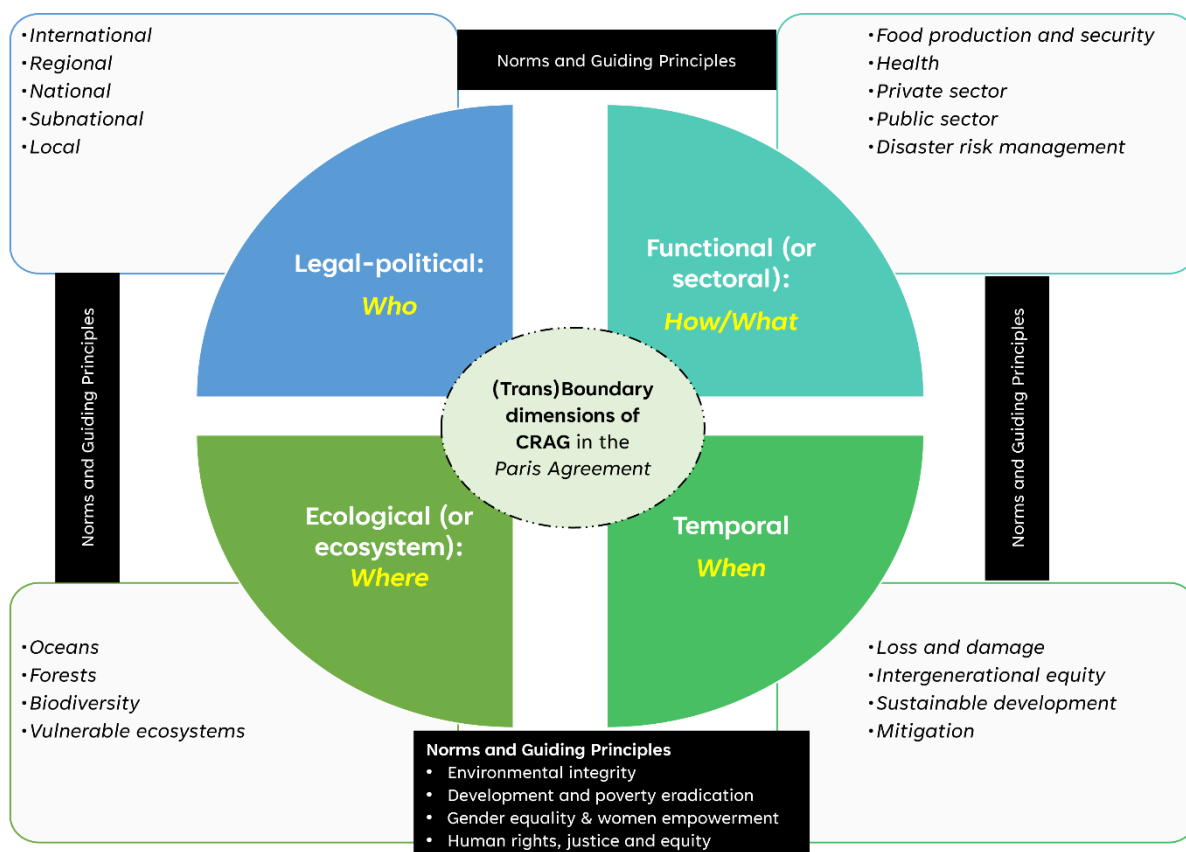 •International
•Regional
•National
•Subnational
•Local
Norms and Guiding Principles
•Food production and security
•Health
•Private sector
•Public sector
•Disaster risk management
Legal-political:
Who
Functional (or
sectoral):
How/What
Norms and Guiding Principles
(Trans)Boundary
dimensions of
CRAG in the
Paris Agreement
Norms and Guiding Principles
Ecological (or
ecosystem):
Where
Temporal
When
•Oceans
•Forests
•Biodiversity
•Vulnerable ecosystems
•Loss and damage
•Intergenerational equity
•Sustainable development
•Mitigation
Norms and Guiding Principles
• Environmental integrity
• Development and poverty eradication
• Gender equality & women empowerment
• Human rights, justice and equity